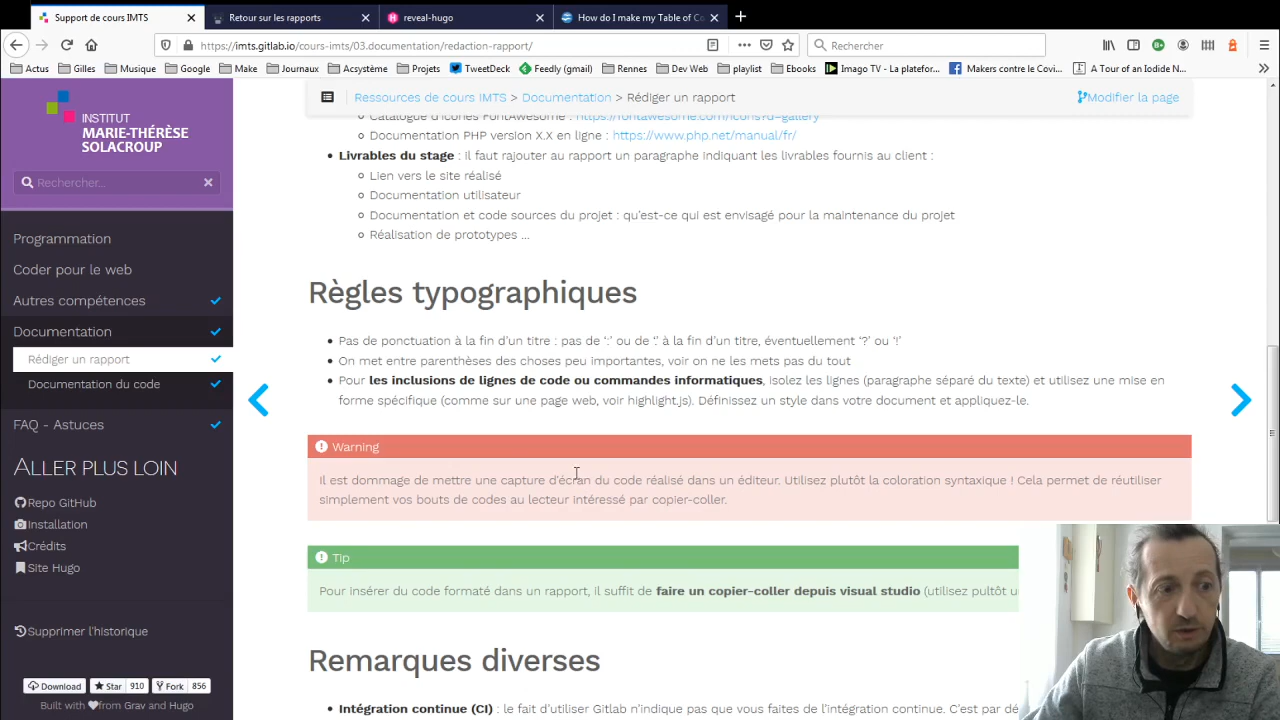 Support de cours IMTS
Retour sur les rapports
reveal-hugo
How do I make my Table of Co
https://imts.gitlab.io/cours-imts/03.documentation/redaction-rapport/
Rechercher
Actus
Gilles
Musique
Google
Make
Journaux
Acsystème
Projets
TweetDeck
Feedly (gmail)
Rennes
Dev Web
playlist
Ebooks
Imago TV - La platefor...
Makers contre le Covi...
A Tour of an Iodide N...
INSTITUT
MARIE-THÉRÈSE
SOLACROUP
Rechercher...
Programmation
Coder pour le web
Autres compétences
Documentation
Rédiger un rapport
Documentation du code
FAQ - Astuces
ALLER PLUS LOIN
Repo GitHub
Installation
Crédits
Site Hugo
Supprimer l'historique
Download Star 910 Fork 856
Built with from Grav and Hugo
Ressources de cours IMTS > Documentation > Rédiger un rapport
Modifier la page
Catalogue d'icones FontAwesome : https://fontawesome.com/icons?d=gallery
Documentation PHP version X.X en ligne : https://www.php.net/manual/fr/
Livrables du stage : il faut rajouter au rapport un paragraphe indiquant les livrables fournis au client :
Lien vers le site réalisé
Documentation utilisateur
Documentation et code sources du projet : qu'est-ce qui est envisagé pour la maintenance du projet
Réalisation de prototypes ...
Règles typographiques
Pas de ponctuation à la fin d'un titre : pas de ':' ou de ';' à la fin d'un titre, éventuellement '?' ou '!'
On met entre parenthèses des choses peu importantes, voir on ne les mets pas du tout
Pour les inclusions de lignes de code ou commandes informatiques, isolez les lignes (paragraphe séparé du texte) et utilisez une mise en
forme spécifique (comme sur une page web, voir highlight.js). Définissez un style dans votre document et appliquez-le.
Warning
Il est dommage de mettre une capture d'écran du code réalisé dans un éditeur. Utilisez plutôt la coloration syntaxique ! Cela permet de réutiliser
simplement vos bouts de codes au lecteur intéressé par copier-coller.
Tip
Pour insérer du code formaté dans un rapport, il suffit de faire un copier-coller depuis visual studio (utilisez pultôt u
Remarques diverses
Intégration continue (CI) : le fait d'utiliser Gitlab n'indique pas que vous faites de l'intégration continue. C'est par dé